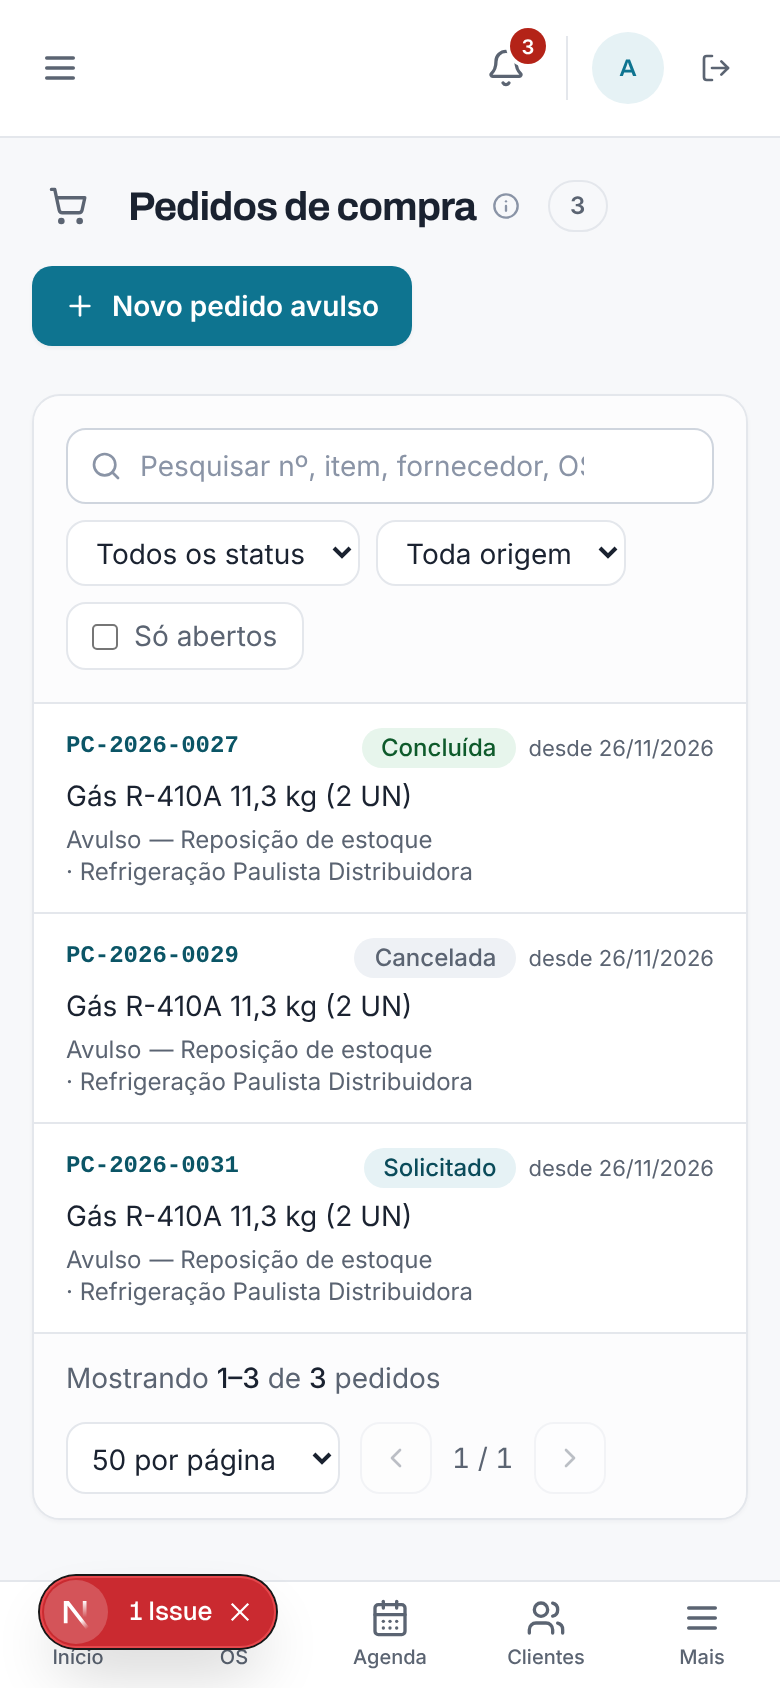 3
A
Pedidos de compra
3
Novo pedido avulso
Pesquisar nº, item, fornecedor, OS
Todos os status
Toda origem
Só abertos
PC-2026-0027
Concluída
desde 26/11/2026
Gás R-410A 11,3 kg (2 UN)
Avulso — Reposição de estoque
· Refrigeração Paulista Distribuidora
PC-2026-0029
Cancelada
desde 26/11/2026
Gás R-410A 11,3 kg (2 UN)
Avulso — Reposição de estoque
· Refrigeração Paulista Distribuidora
PC-2026-0031
Solicitado
desde 26/11/2026
Gás R-410A 11,3 kg (2 UN)
Avulso — Reposição de estoque
· Refrigeração Paulista Distribuidora
Mostrando 1–3 de 3 pedidos
50 por página
1 / 1
N
1 Issue
Início
OS
Agenda
Clientes
Mais